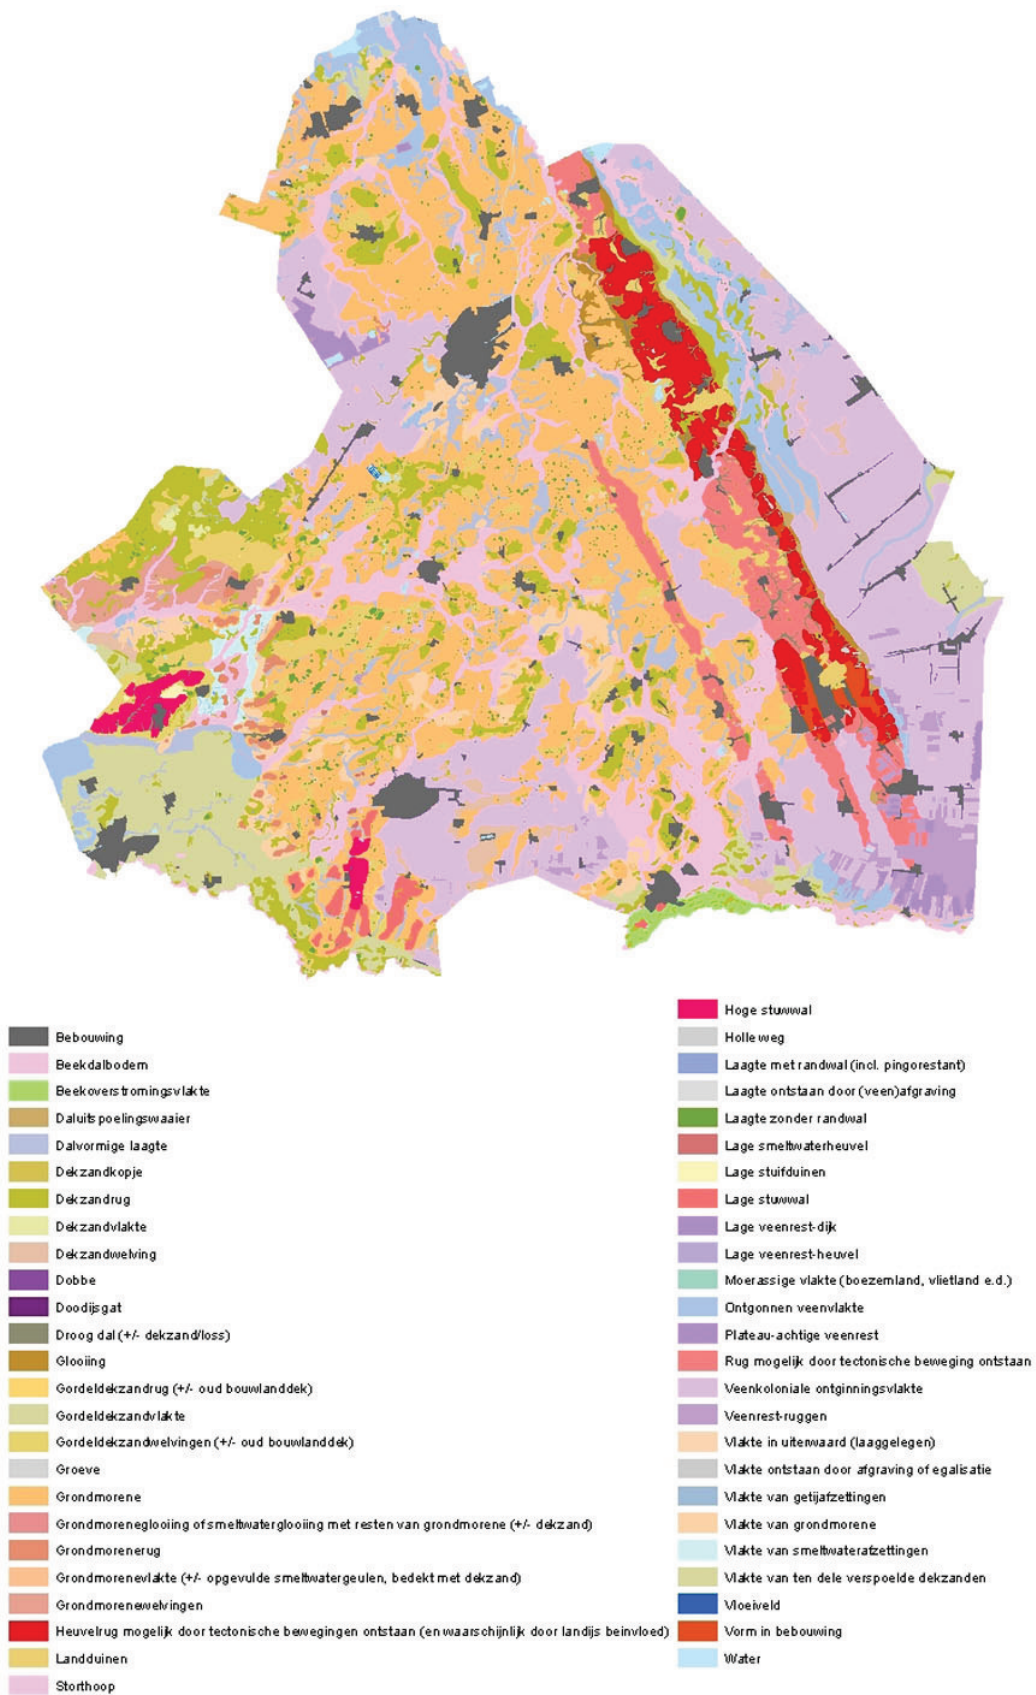 Bebouwing
Beekdalbodem
Beekoverstromingsvlakte
Daluitspoelingswaaier
Dalvormige laagte
Dekzandkopje
Dekzandrug
Dekzandvlakte
Dekzandwelving
Dobbe
Doodijsgat
Droog dal (+/- dekzand/loss)
Glooiing
Gordeldekzandrug (+/- oud bouwlanddek)
Gordeldekzandvlakte
Gordeldekzandwelvingen (+/- oud bouwlanddek)
Groeve
Grondmorene
Grondmoreneglooiing of smeltwaterglooiing met resten van grondmorene (+/- dekzand)
Grondmorenerug
Grondmorenevlakte (+/- opgevulde smeltwatergeulen, bedekt met dekzand)
Grondmorenewelvingen
Heuvelrug mogelijk door tectonische bewegingen ontstaan (en waarschijnlijk door landijs beinvloed)
Landduinen
Storthoop
Hoge stuwwal
Holle weg
Laagte met randwal (incl. pingorestant)
Laagte ontstaan door (veen)afgraving
Laagte zonder randwal
Lage smeltwaterheuvel
Lage stuifduinen
Lage stuwwal
Lage veenrest-dijk
Lage veenrest-heuvel
Moerassige vlakte (boezemland, vlietland e.d.)
Ontgonnen veenvlakte
Plateau-achtige veenrest
Rug mogelijk door tectonische beweging ontstaan
Veenkoloniale ontginningsvlakte
Veenrest-ruggen
Vlakte in uiterwaard (laaggelegen)
Vlakte ontstaan door afgraving of egalisatie
Vlakte van getijafzettingen
Vlakte van grondmorene
Vlakte van smeltwaterafzettingen
Vlakte van ten dele verspoelde dekzanden
Vloeiveld
Vorm in bebouwing
Water